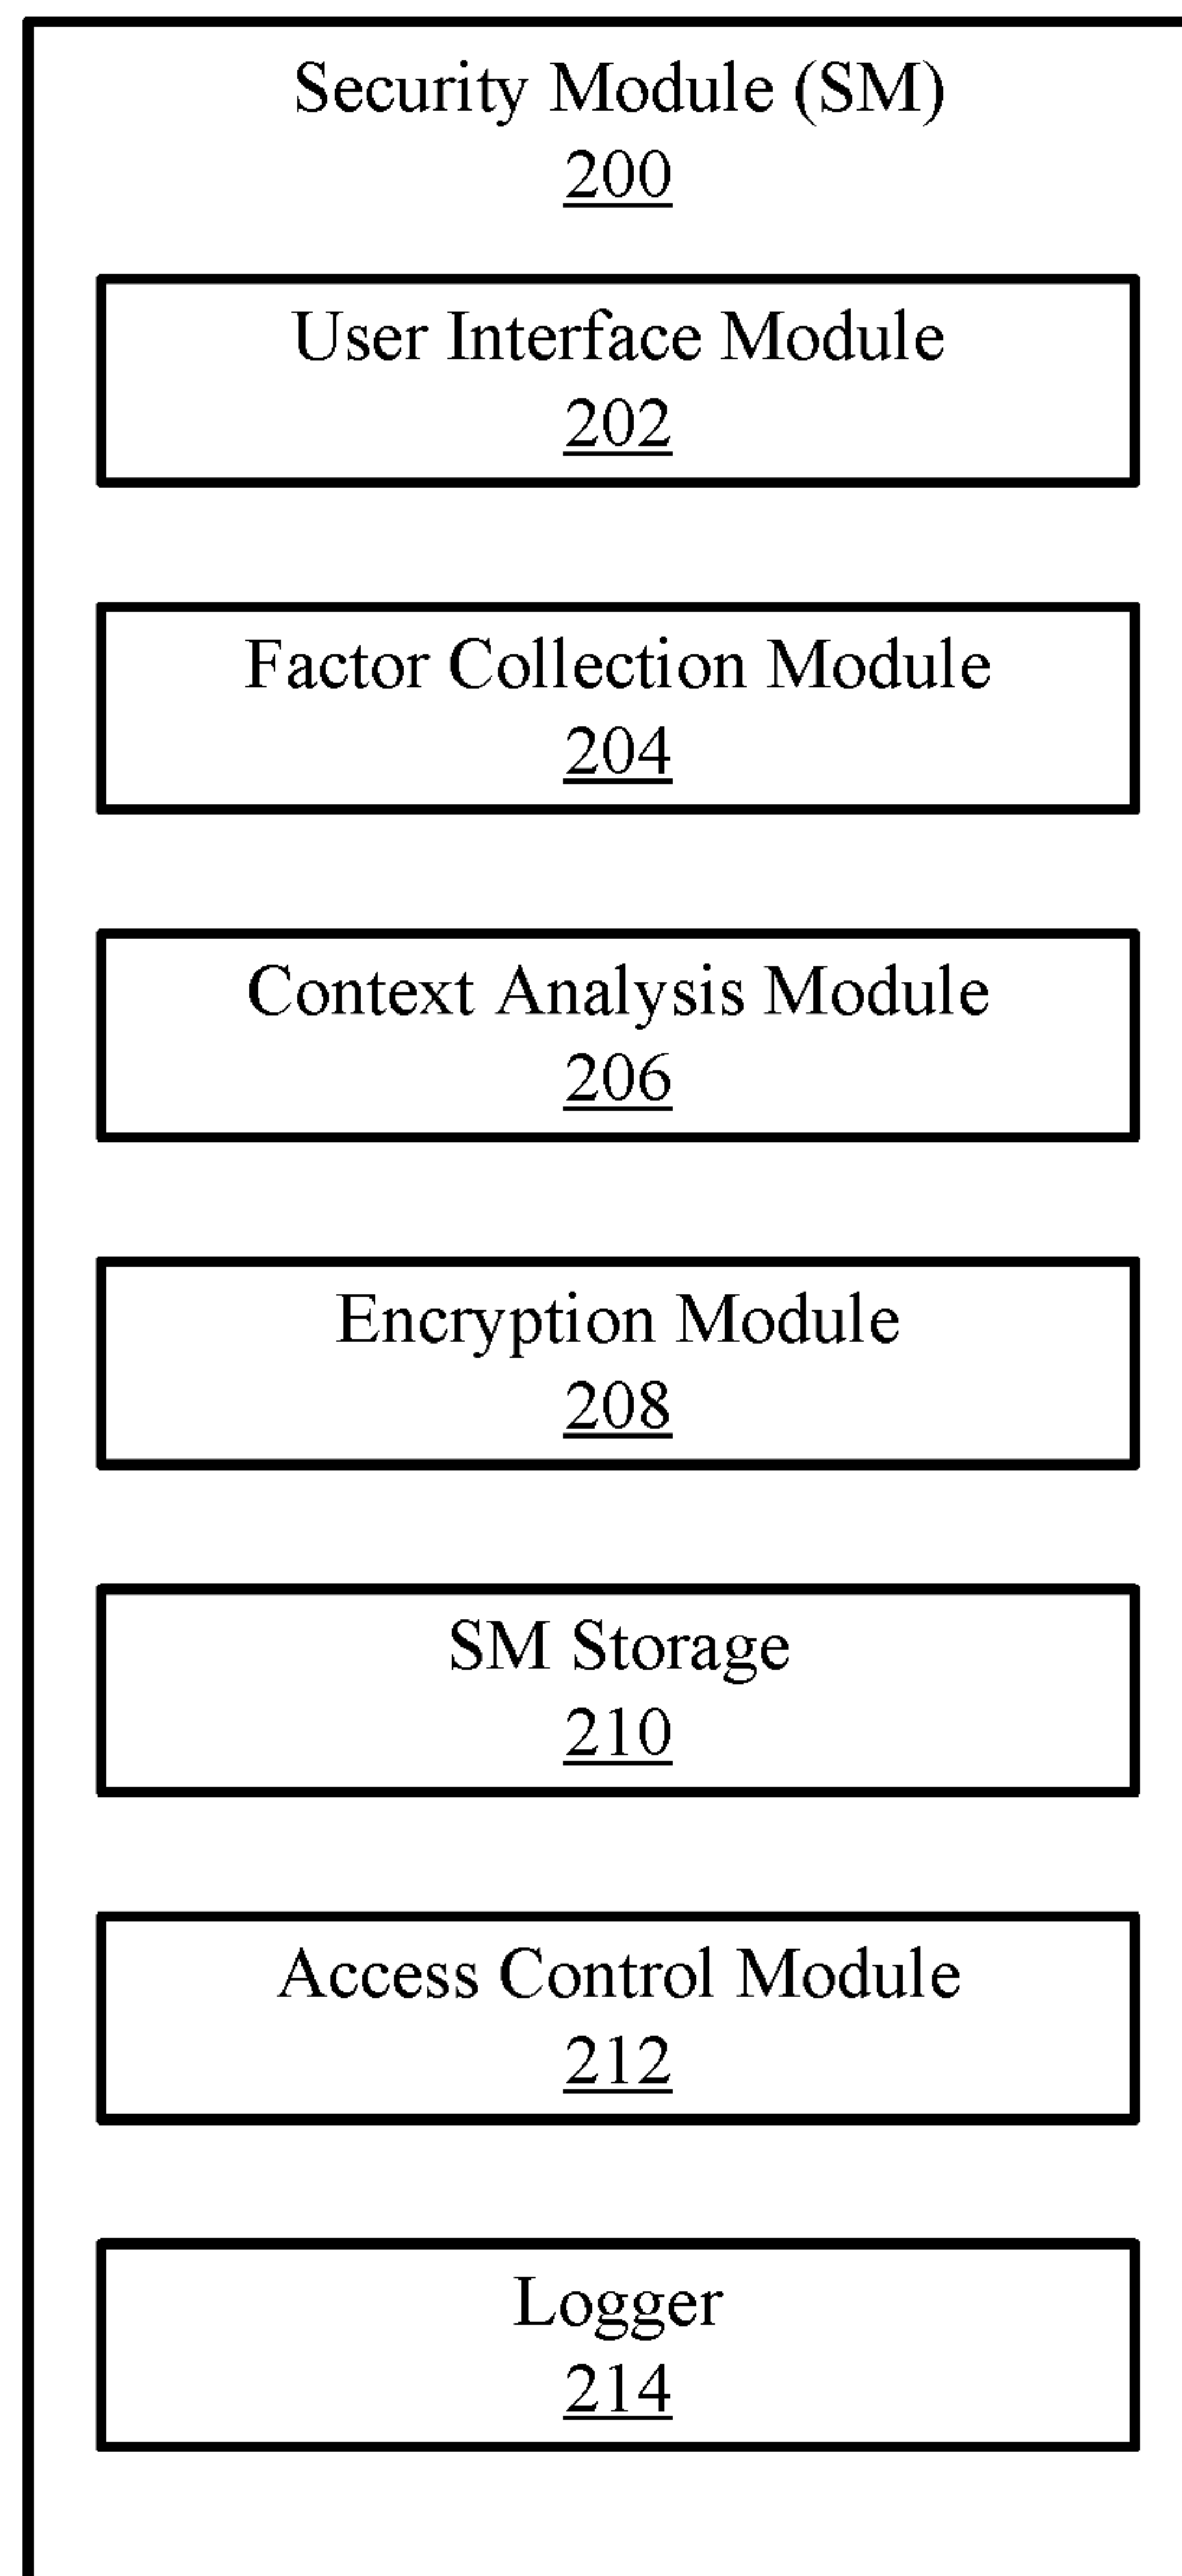 Security Module (SM)
200
User Interface Module
202
Factor Collection Module
204
Context Analysis Module
206
Encryption Module
208
SM Storage
210
Access Control Module
212
Logger
214